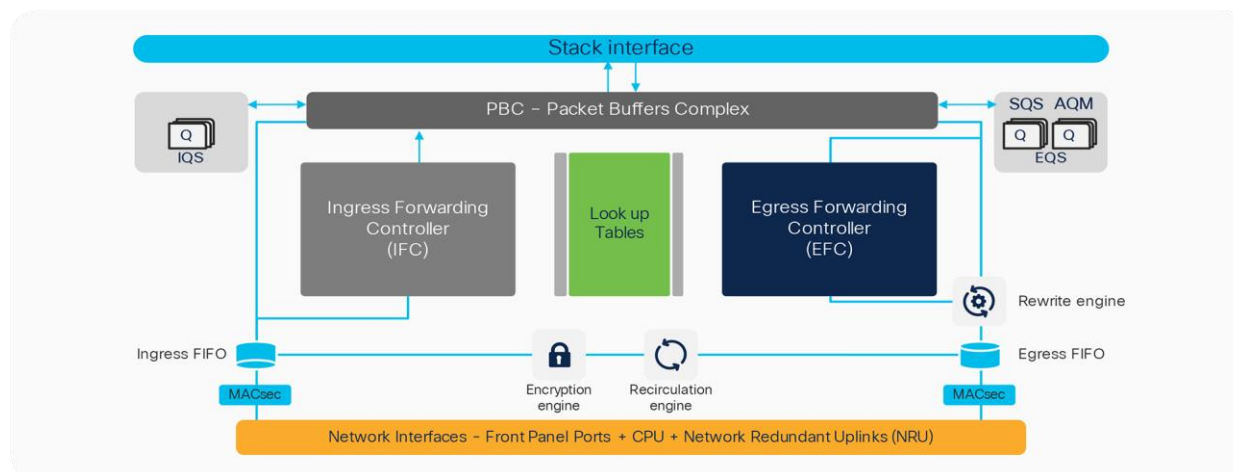 Stack interface
PBC – Packet Buffers Complex
Q
IQS
SQS AQM
Q Q
EQS
Ingress Forwarding
Controller
(IFC)
Look up
Tables
Egress Forwarding
Controller
(EFC)
Rewrite engine
Ingress FIFO
Egress FIFO
Encryption
engine
Recirculation
engine
MACsec
MACsec
Network Interfaces – Front Panel Ports + CPU + Network Redundant Uplinks (NRU)